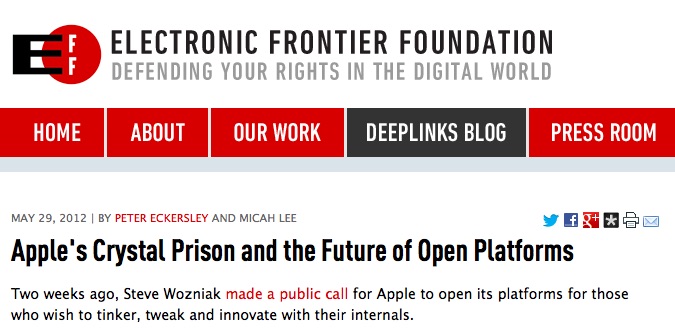 EFF
ELECTRONIC FRONTIER FOUNDATION
DEFENDING YOUR RIGHTS IN THE DIGITAL WORLD
HOME ABOUT OUR WORK DEEPLINKS BLOG PRESS ROOM
MAY 29, 2012 | BY PETER ECKERSLEY AND MICAH LEE
Apple's Crystal Prison and the Future of Open Platforms
Two weeks ago, Steve Wozniak made a public call for Apple to open its platforms for those
who wish to tinker, tweak and innovate with their internals.